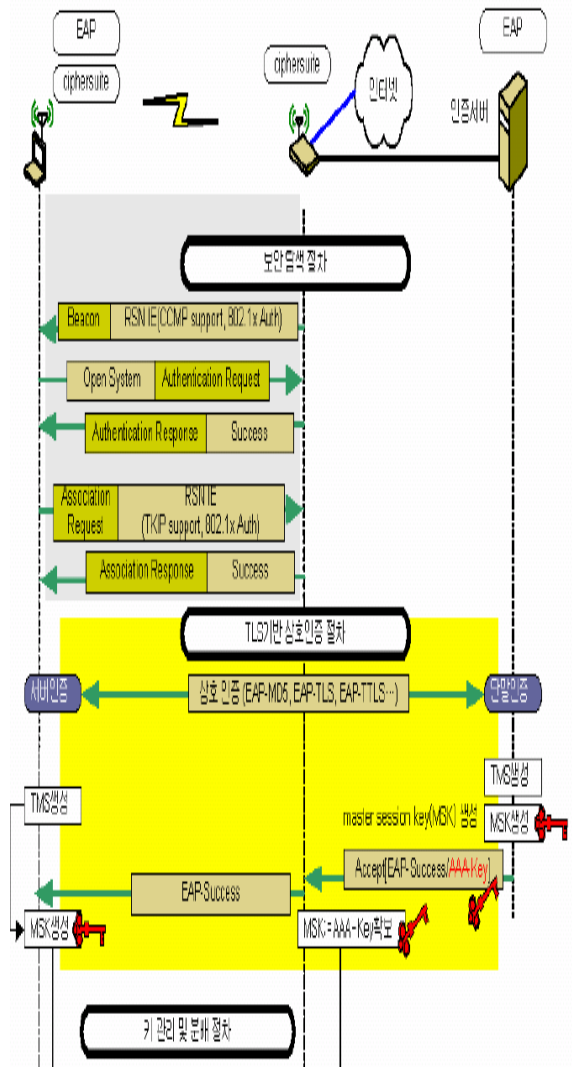 EAP
EAP
ciphersuite
ciphersuite
인터넷
인증서버
보안 탐색 절차
Beacon RSN IE(CCMP support, 802.1x Auth)
Open System Authentication Request
Authentication Response Success
Association Request RSN IE
(TKIP support, 802.1x Auth)
Association Response Success
TLS기반 상호인증 절차
서버인증
상호 인증 (EAP-MD5, EAP-TLS, EAP-TTLS…)
단말인증
TMS생성
TMS생성
master session key(MSK) 생성
MSK생성
Accept[EAP-Success/AAA-Key]
EAP-Success
MSK생성
MSK:=AAA-Key확보
키 관리 및 분배 절차